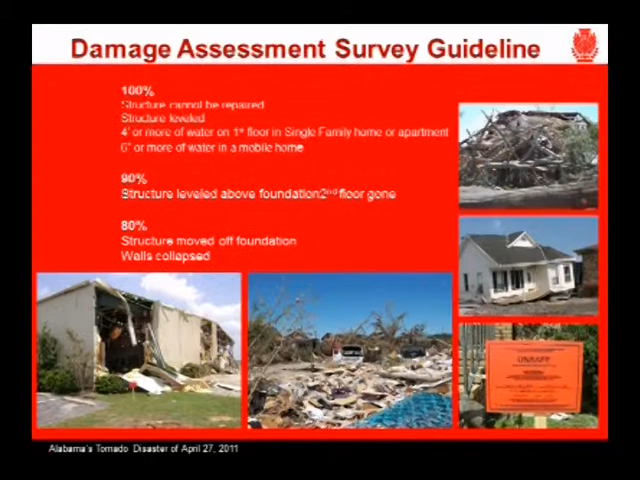 Damage Assessment Survey Guideline
100%
Structure cannot be repaired
Structure leveled
4' or more of water on 1st floor in Single Family home or apartment
6" or more of water in a mobile home
90%
Structure leveled above foundation2nd floor gone
80%
Structure moved off foundation
Walls collapsed
UNSAFE
Alabama's Tornado Disaster of April 27, 2011